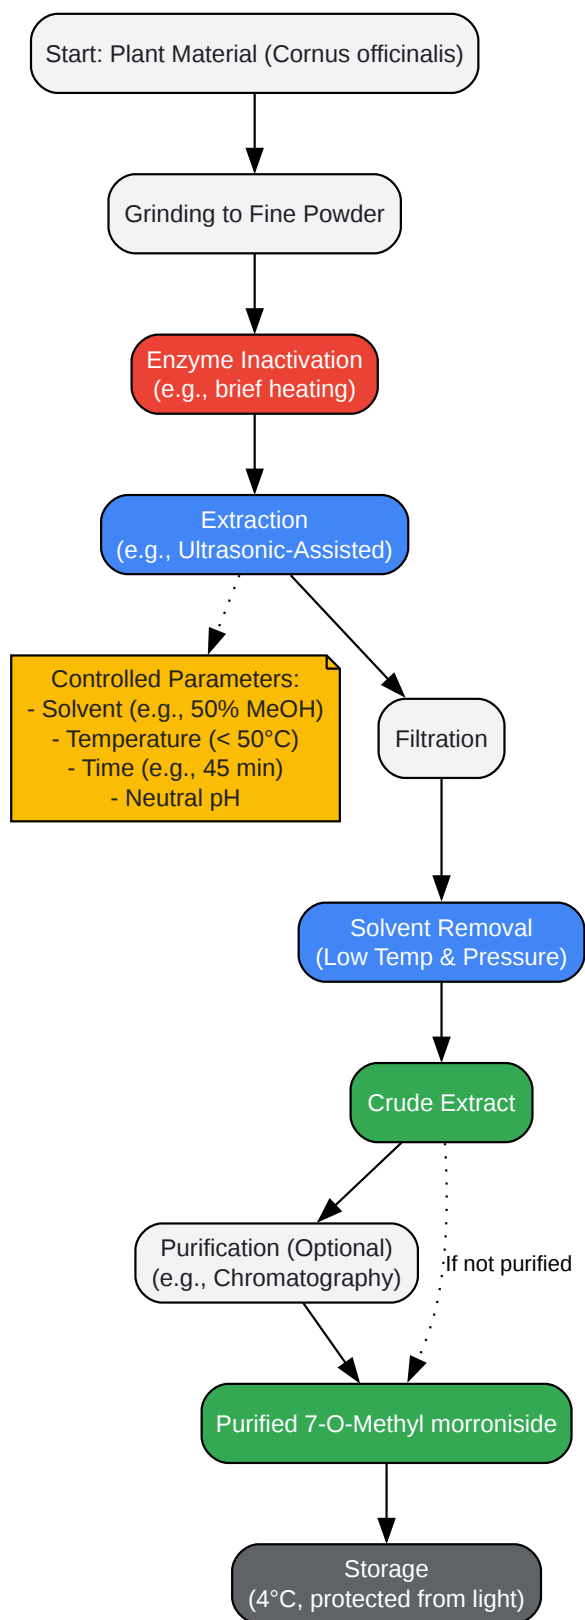 Start: Plant Material (Cornus officinalis)
Grinding to Fine Powder
Enzyme Inactivation
(e.g., brief heating)
Extraction
(e.g., Ultrasonic-Assisted)
Controlled Parameters:
- Solvent (e.g., 50% MeOH)
- Temperature (< 50°C)
- Time (e.g., 45 min)
- Neutral pH
Filtration
Solvent Removal
(Low Temp & Pressure)
Crude Extract
Purification (Optional)
(e.g., Chromatography)
If not purified
Purified 7-O-Methyl morroniside
Storage
(4°C, protected from light)